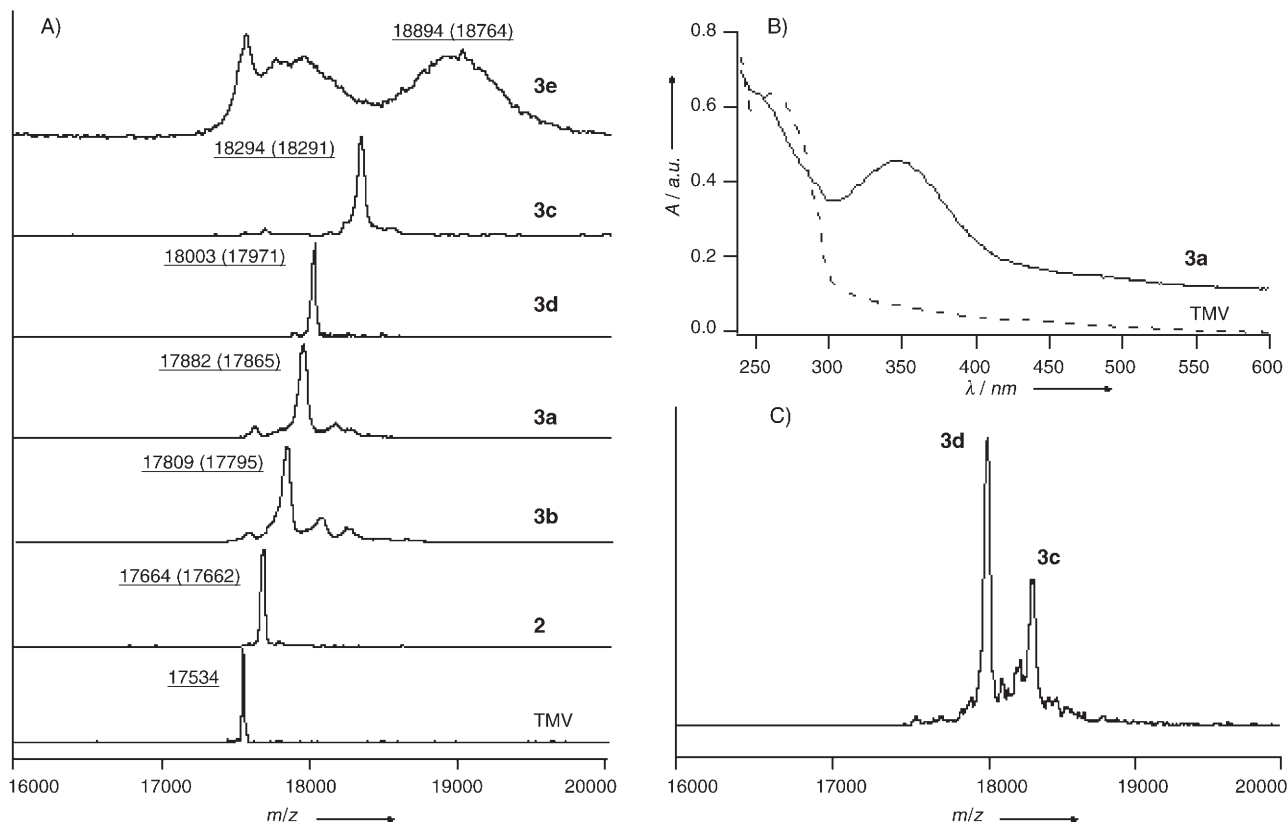 A)
18894 (18764)
3e
18294 (18291)
3c
18003 (17971)
3d
17882 (17865)
3a
17809 (17795)
3b
17664 (17662)
2
17534
TMV
16000 17000 18000 19000 20000
m/z
B)
0.8
0.6
0.4
0.2
0.0
A / a.u.
3a
TMV
250 300 350 400 450 500 550 600
λ / nm
C)
3d
3c
16000 17000 18000 19000 20000
m/z